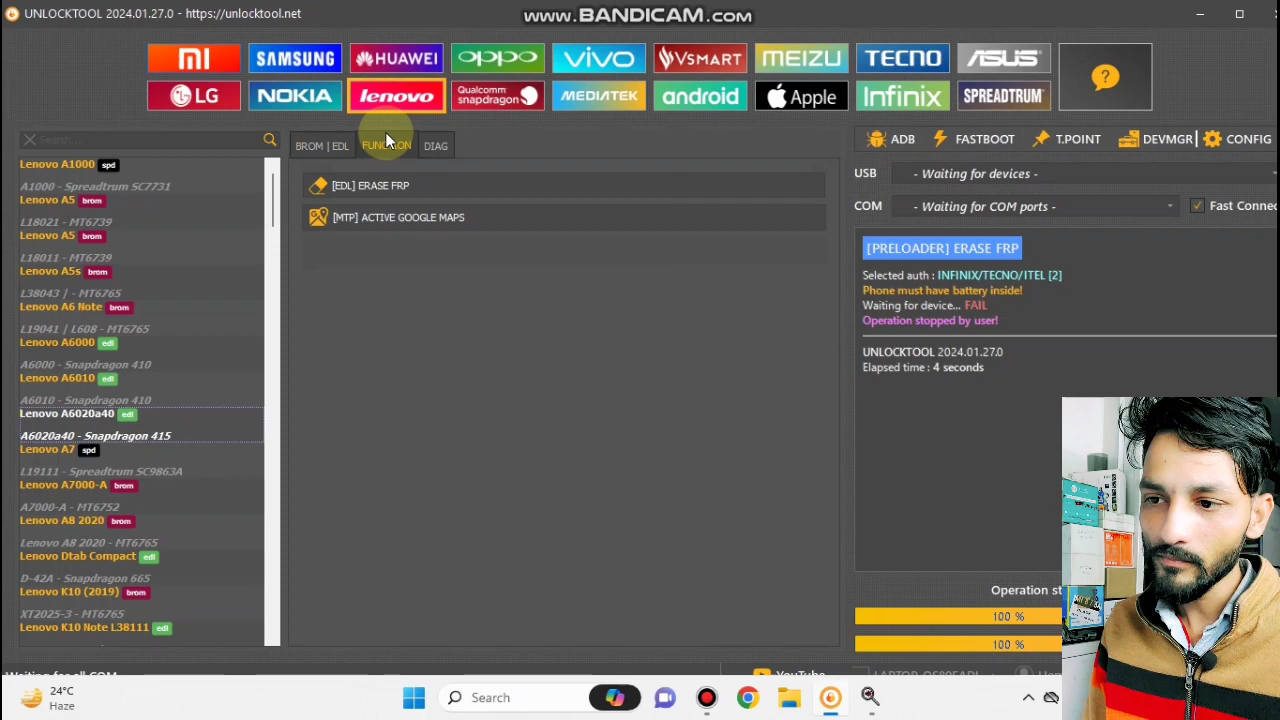 UNLOCKTOOL 2024.01.27.0 - https://unlocktool.net
www.BANDICAM.com
MI SAMSUNG HUAWEI oppo vivo VSMART MEIZU TECNO ASUS
LG NOKIA lenovo Qualcomm snapdragon MEDIATEK android Apple Infinix SPREADTRUM ?
Search...
BROM | EDL FUNCTION DIAG
ADB FASTBOOT T.POINT DEVMGR CONFIG
Lenovo A1000 spd
A1000 - Spreadtrum SC7731
Lenovo A5 brom
L18021 - MT6739
Lenovo A5 brom
L18011 - MT6739
Lenovo A5s brom
L38043 | - MT6765
Lenovo A6 Note brom
L19041 | L608 - MT6765
Lenovo A6000 edl
A6000 - Snapdragon 410
Lenovo A6010 edl
A6010 - Snapdragon 410
Lenovo A6020a40 edl
A6020a40 - Snapdragon 415
Lenovo A7 spd
L19111 - Spreadtrum SC9863A
Lenovo A7000-A brom
A7000-A - MT6752
Lenovo A8 2020 brom
Lenovo A8 2020 - MT6765
Lenovo Dtab Compact edl
D-42A - Snapdragon 665
Lenovo K10 (2019) brom
XT2025-3 - MT6765
Lenovo K10 Note L38111 edl
[EDL] ERASE FRP
[MTP] ACTIVE GOOGLE MAPS
USB - Waiting for devices -
COM - Waiting for COM ports - Fast Connec
[PRELOADER] ERASE FRP
Selected auth : INFINIX/TECNO/ITEL [2]
Phone must have battery inside!
Waiting for device... FAIL
Operation stopped by user!
UNLOCKTOOL 2024.01.27.0
Elapsed time : 4 seconds
Operation st
100 %
100 %
Waiting for all COM
YouTube
24°C
Haze
Search